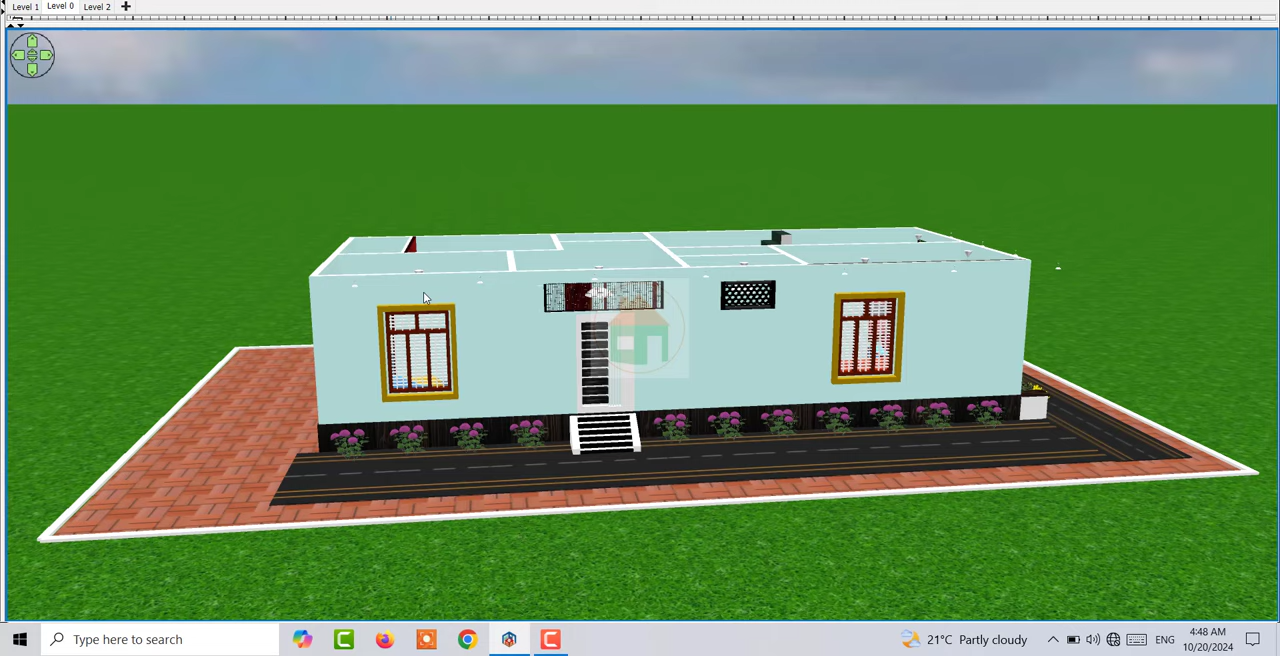 Level 1 Level 0 Level 2
Type here to search
21°C Partly cloudy
ENG
4:48 AM
10/20/2024